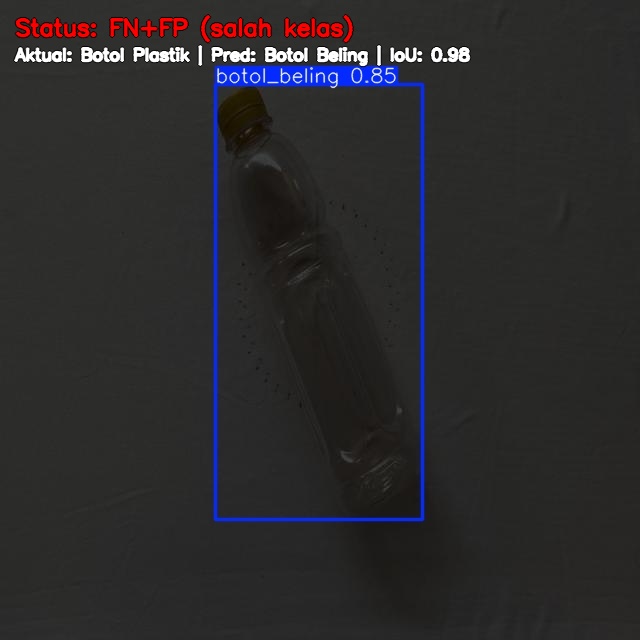 Status: FN+FP (salah kelas)
Aktual: Botol Plastik | Pred: Botol Beling | IoU: 0.98
botol_beling 0.85